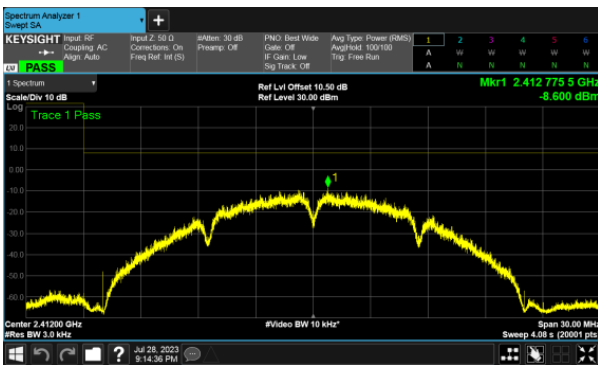 Spectrum Analyzer 1
Swept SA
+
KEYSIGHT Input: RF Input Z: 50 Ω #Atten: 30 dB PNO: Best Wide Avg Type: Power (RMS) 1 2 3 4 5 6
Coupling: AC Corrections: On Preamp: Off Gate: Off Avg|Hold: 100/100 A W W W W W
Align: Auto Freq Ref: Int (S) IF Gain: Low Trig: Free Run
LXI PASS Sig Track: Off A N N N N N
1 Spectrum Ref Lvl Offset 10.50 dB Mkr1 2.412 775 5 GHz
Scale/Div 10 dB Ref Level 30.00 dBm -8.600 dBm
Log Trace 1 Pass
20.0
10.0
0.00
-10.0
1
-20.0
-30.0
-40.0
-50.0
-60.0
Center 2.41200 GHz #Video BW 10 kHz* Span 30.00 MHz
#Res BW 3.0 kHz Sweep 4.08 s (20001 pts)
? Jul 28, 2023
9:14:36 PM